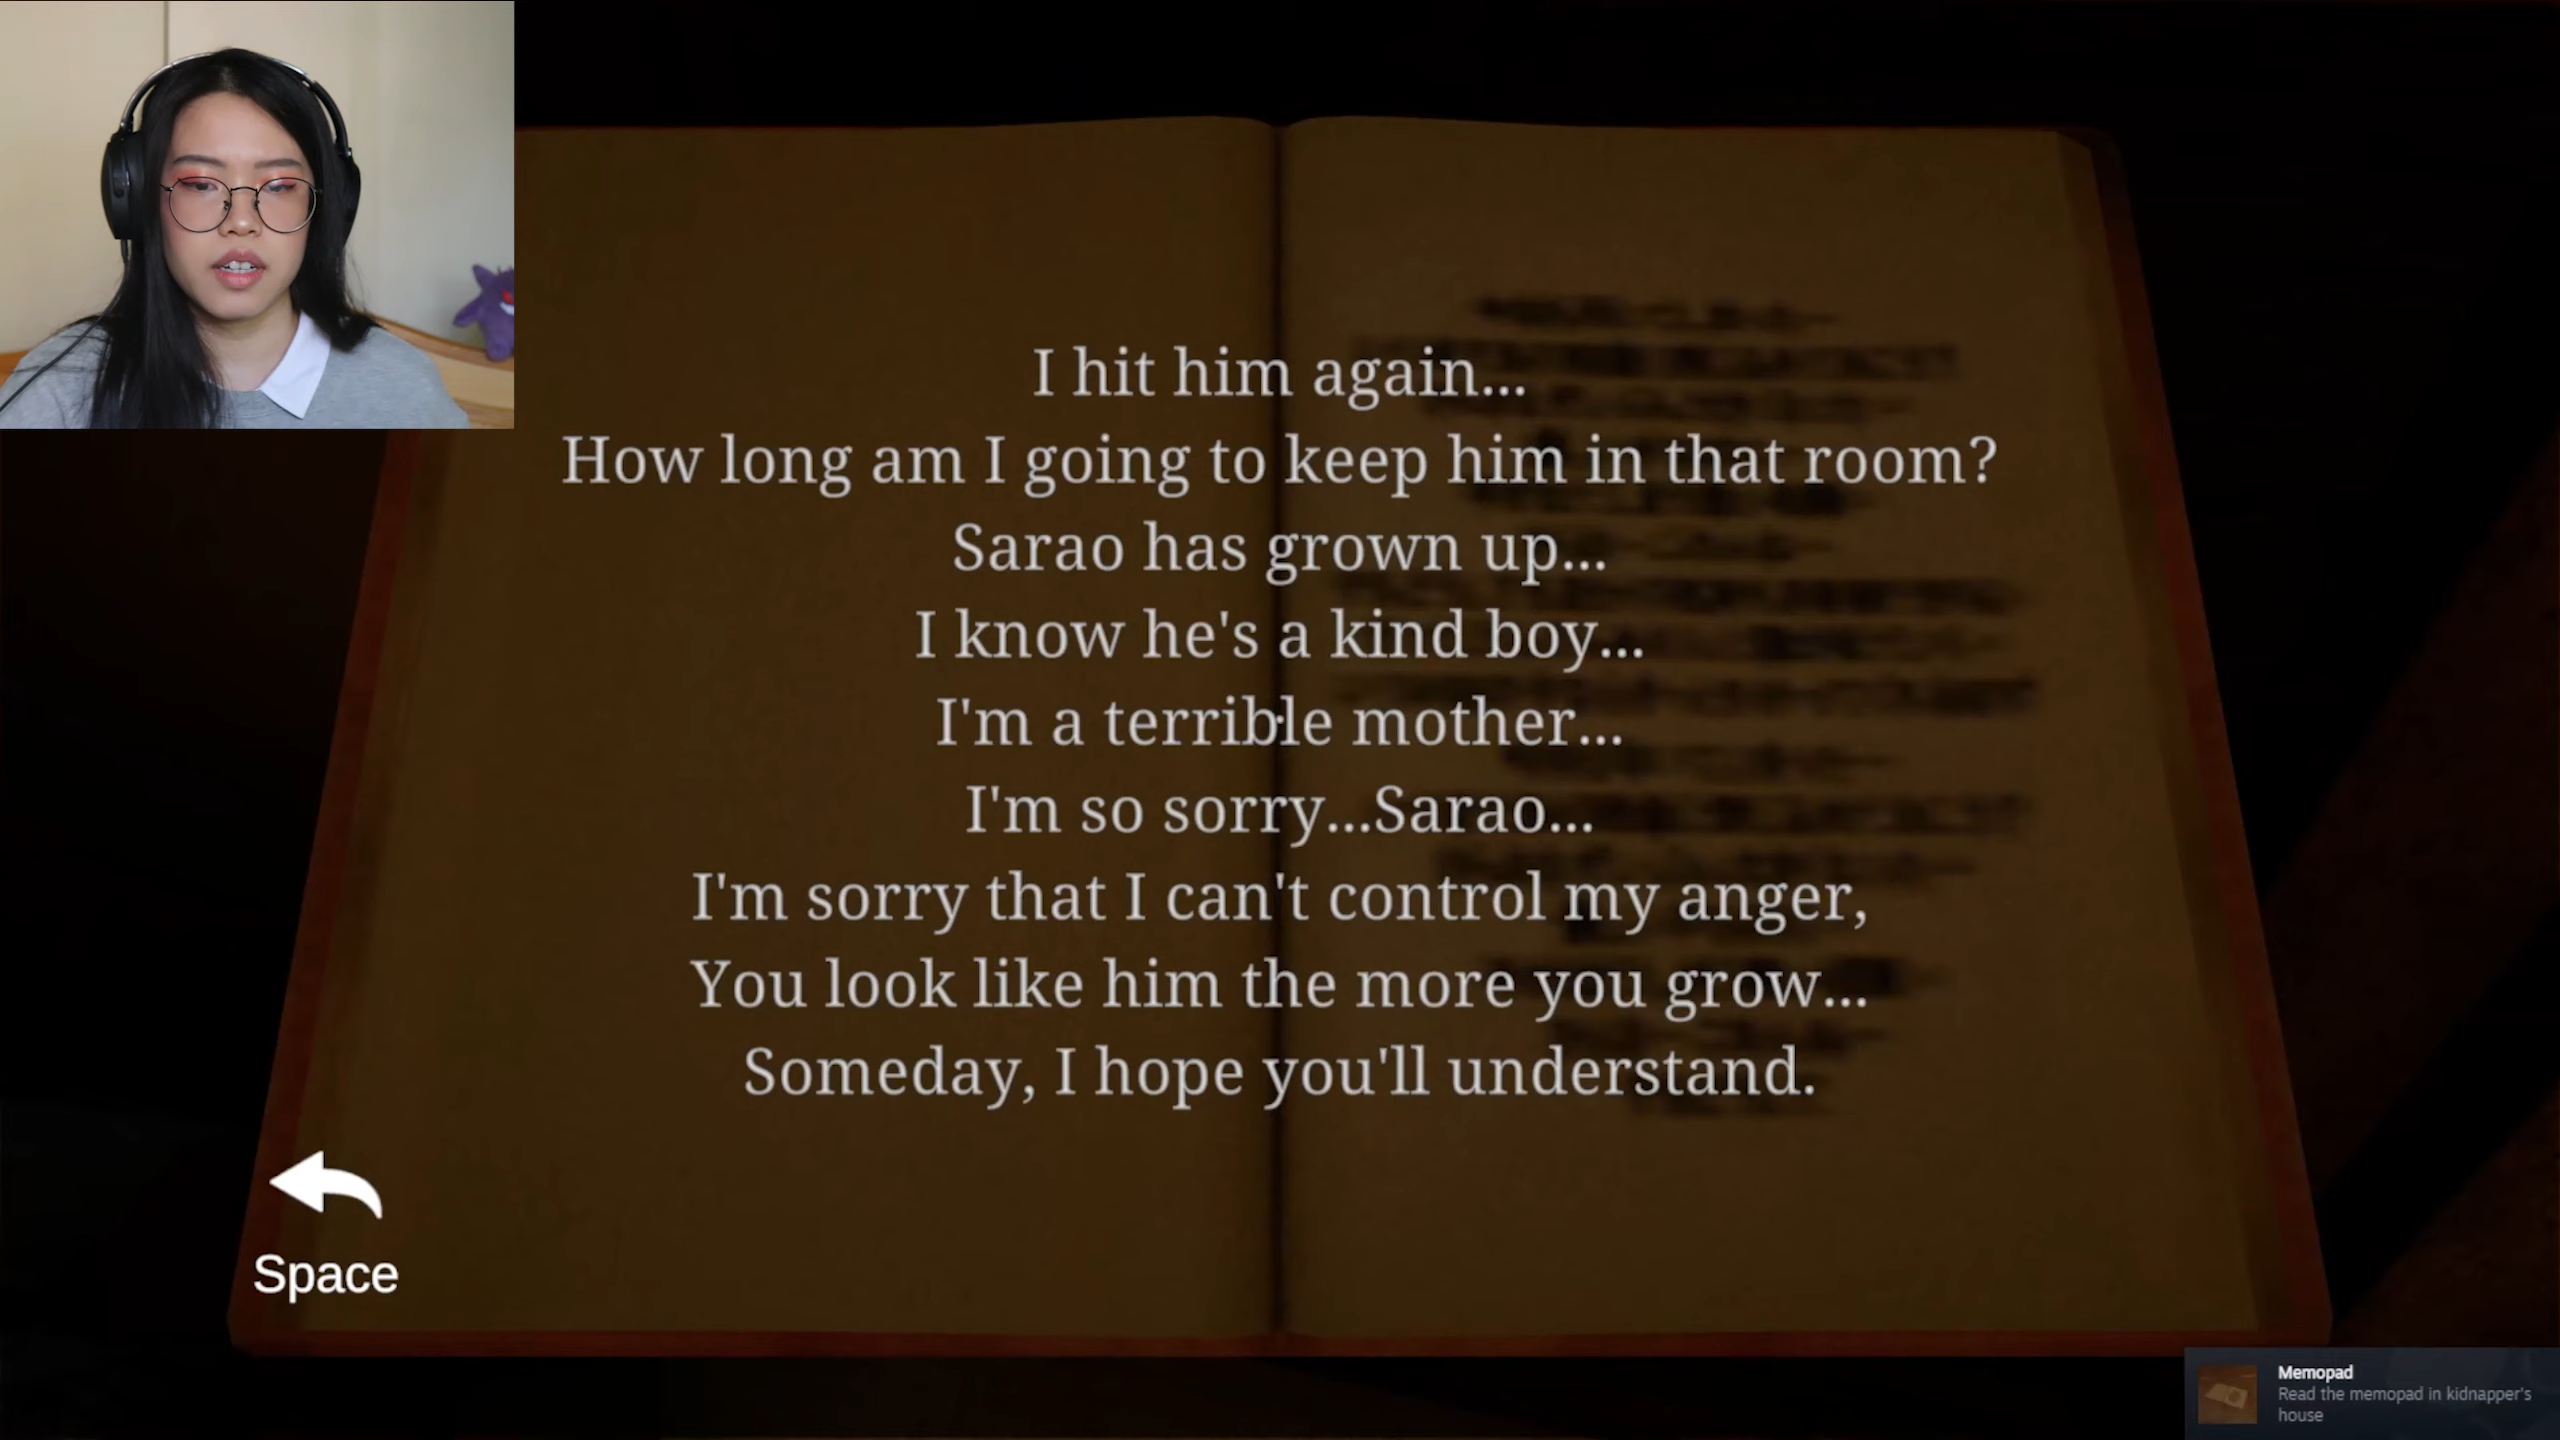 I hit him again...
How long am I going to keep him in that room?
Sarao has grown up...
I know he's a kind boy...
I'm a terrible mother...
I'm so sorry...Sarao...
I'm sorry that I can't control my anger,
You look like him the more you grow...
Someday, I hope you'll understand.
Space
Memopad
Read the memopad in kidnapper's
house